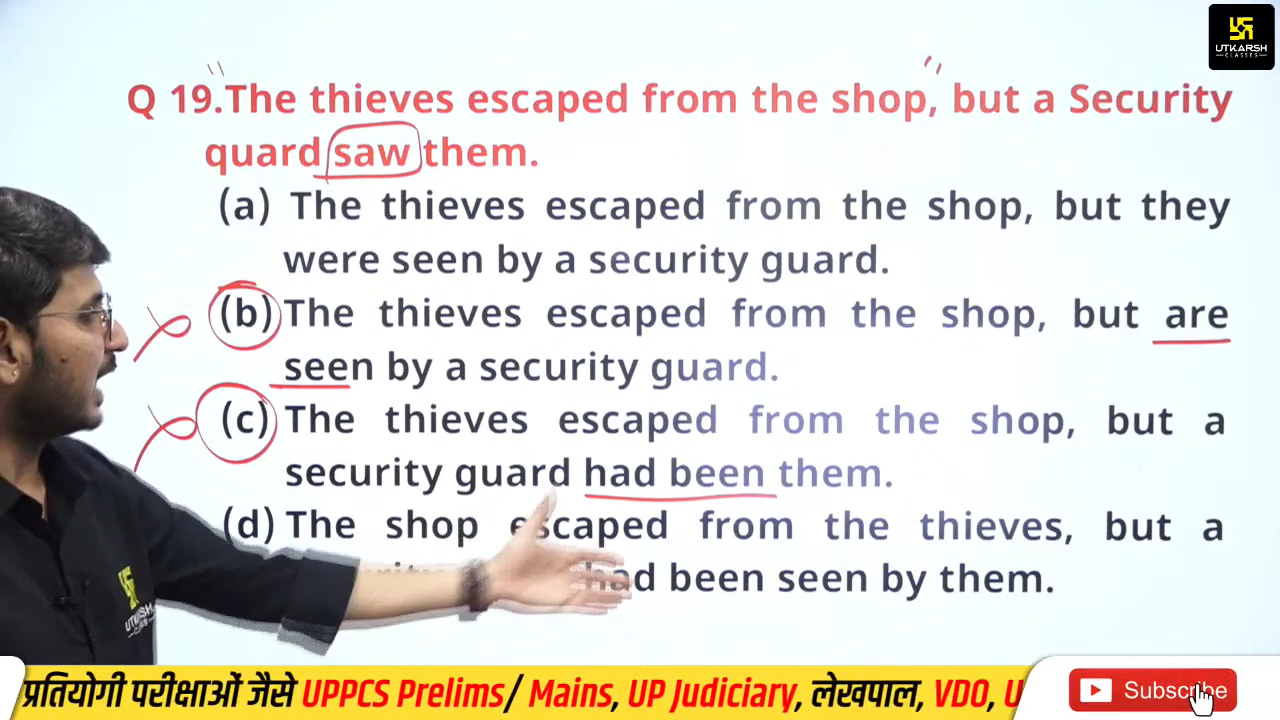 UTKARSH
CLASSES
Q 19.The thieves escaped from the shop, but a Security
quard saw them.
(a) The thieves escaped from the shop, but they
were seen by a security guard.
(b) The thieves escaped from the shop, but are
seen by a security guard.
(c) The thieves escaped from the shop, but a
security guard had been them.
(d) The shop escaped from the thieves, but a
had been seen by them.
UTKARSH
प्रतियोगी परीक्षाओं जैसे UPPCS Prelims/ Mains, UP Judiciary, लेखपाल, VDO, U
Subscribe